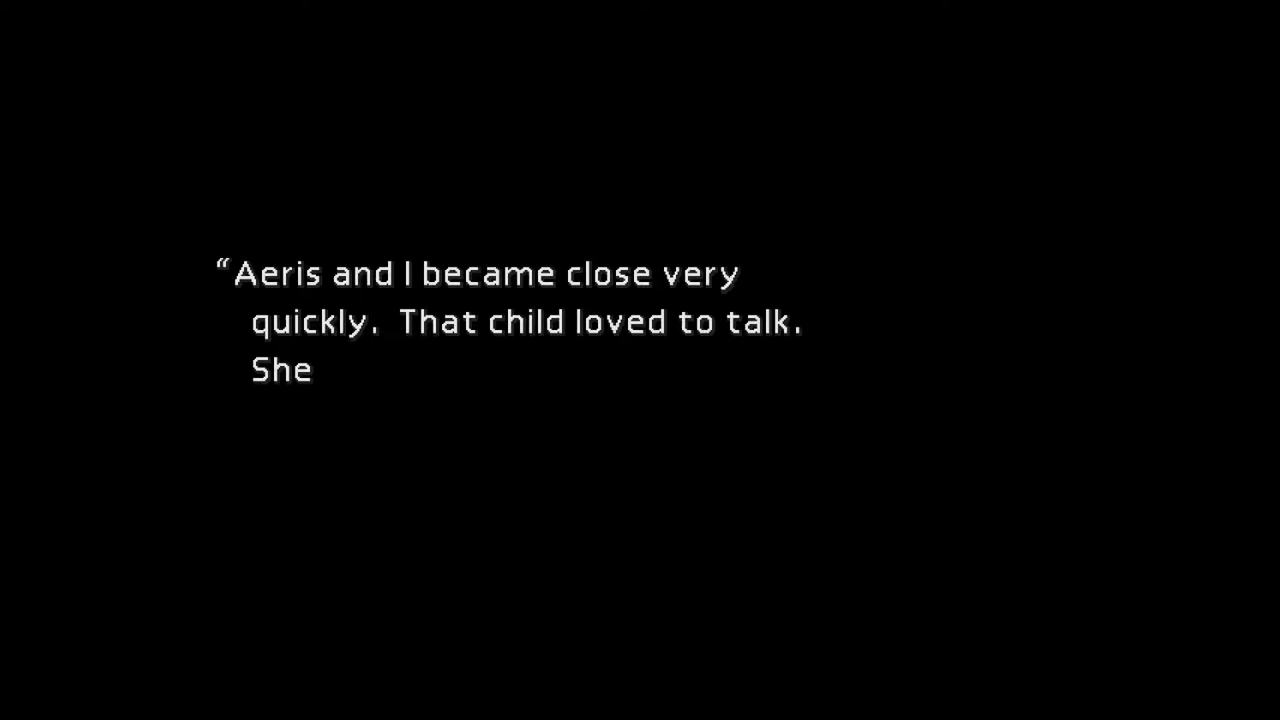 “Aeris and I became close very
quickly. That child loved to talk.
She